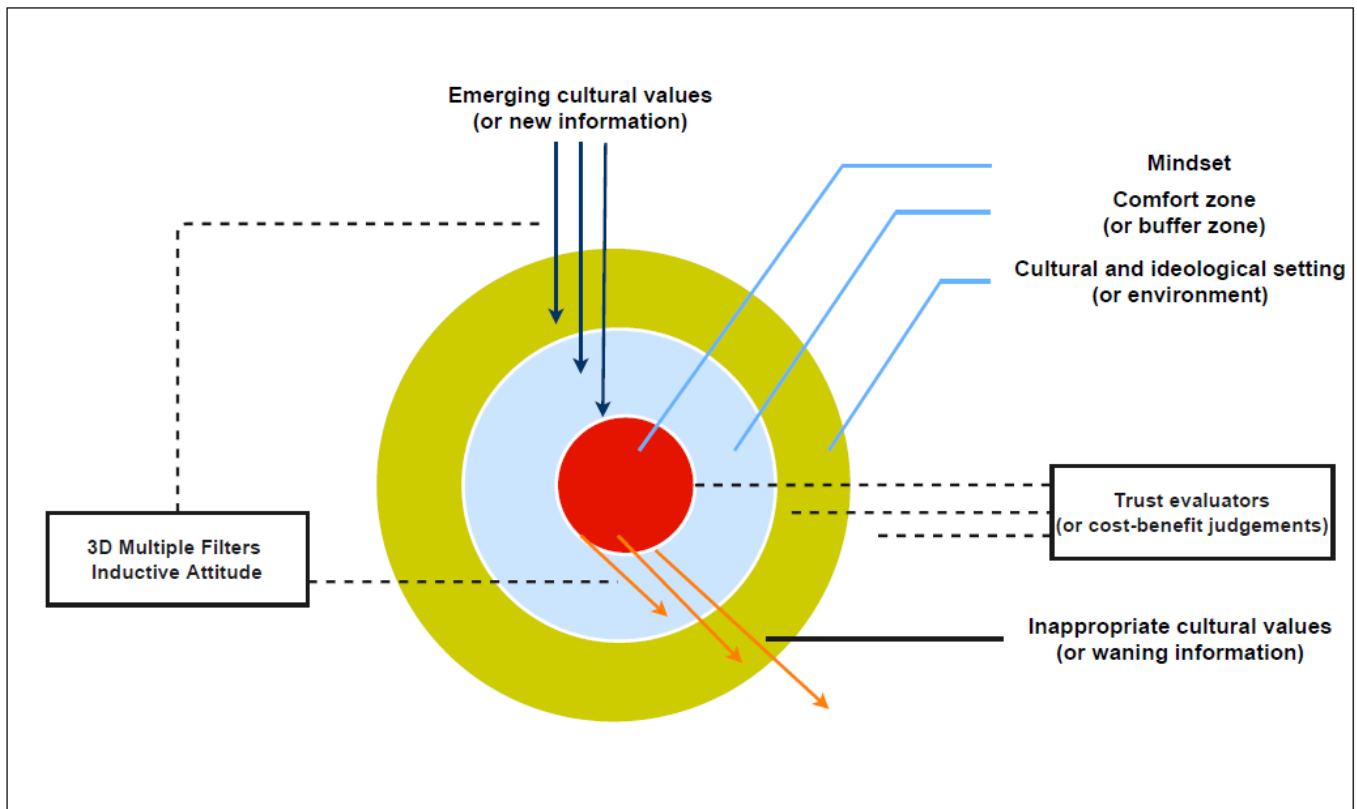 Emerging cultural values
(or new information)
Mindset
Comfort zone
(or buffer zone)
Cultural and ideological setting
(or environment)
Trust evaluators
(or cost-benefit judgements)
3D Multiple Filters
Inductive Attitude
Inappropriate cultural values
(or waning information)